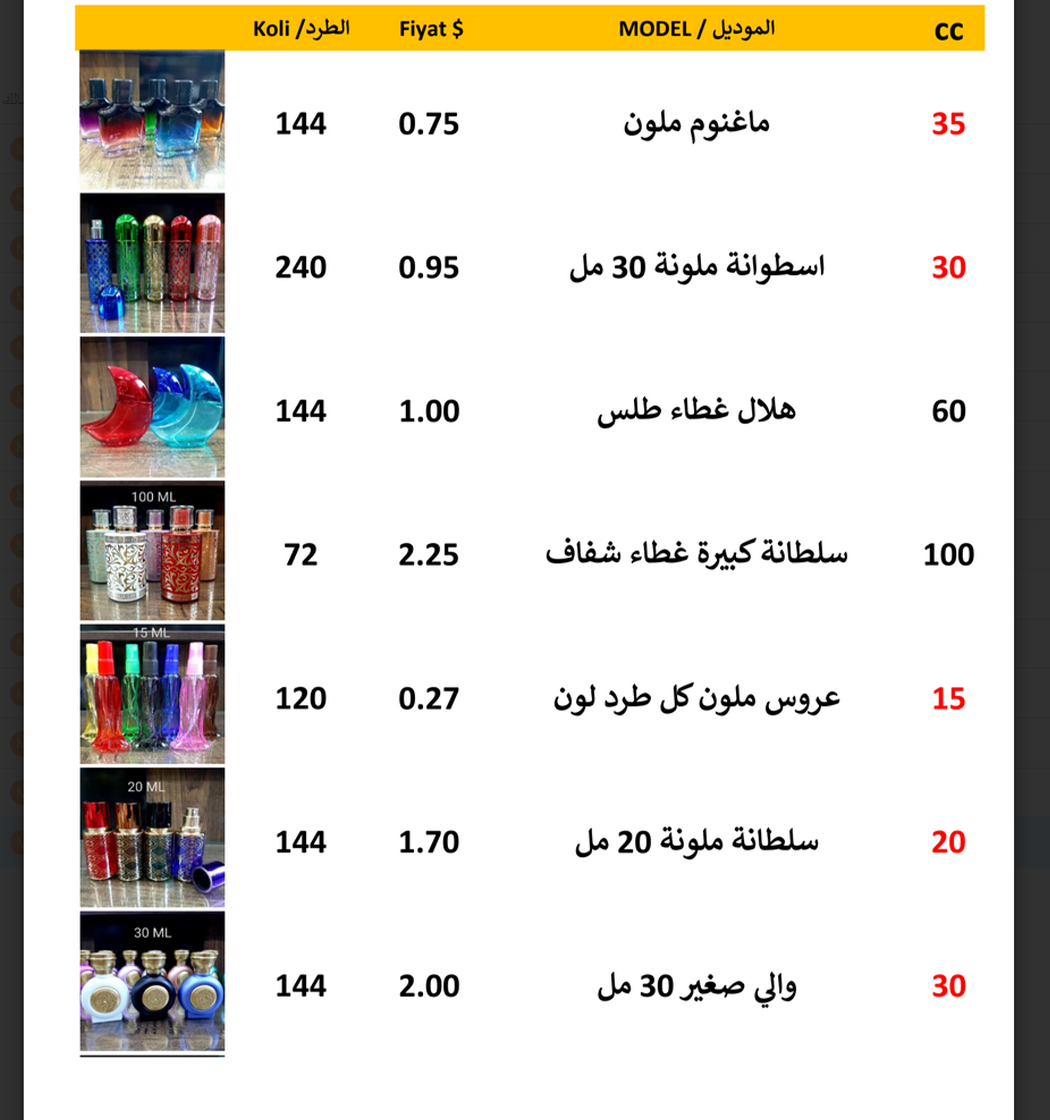 cc الموديل / MODEL Fiyat $ الطرد/ Koli
35 ماغنوم ملون 0.75 144
30 اسطوانة ملونة 30 مل 0.95 240
60 هلال غطاء طلس 1.00 144
100 سلطانة كبيرة غطاء شفاف 2.25 72
100 ML
15 عروس ملون كل طرد لون 0.27 120
15 ML
20 سلطانة ملونة 20 مل 1.70 144
20 ML
30 والي صغير 30 مل 2.00 144
30 ML